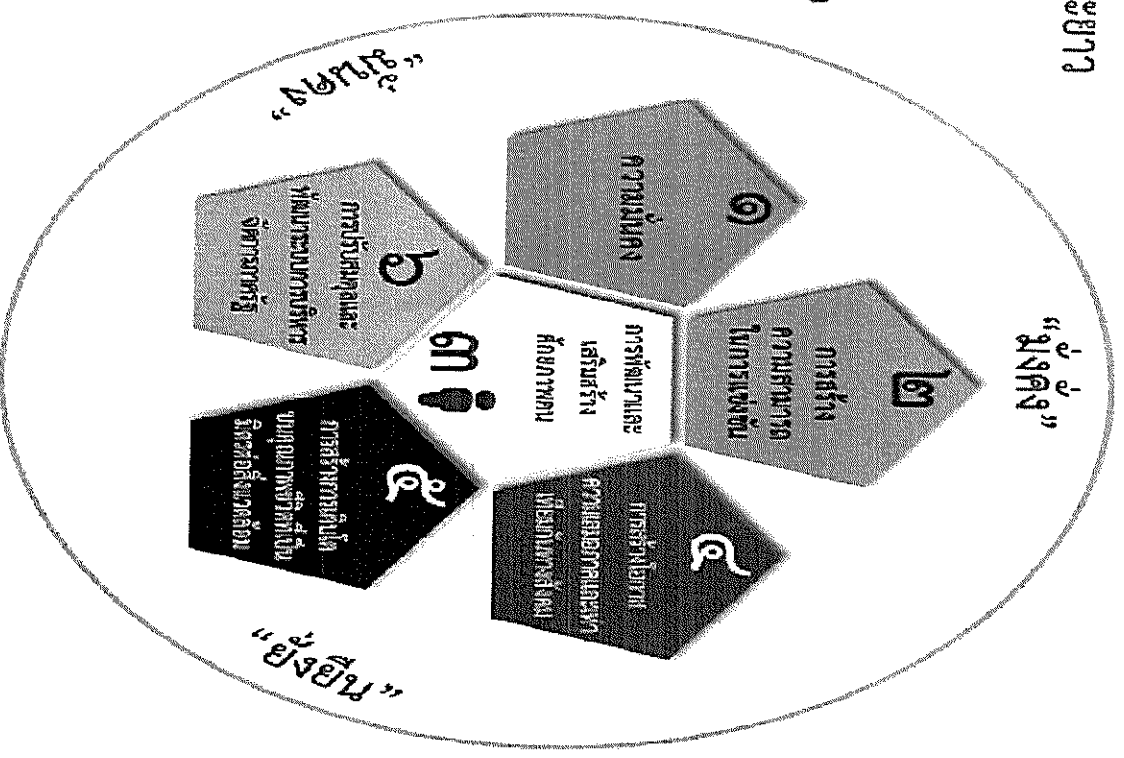 ะยาว
“มั่งคั่ง”
“มั่นคง”
“ยั่งยืน”
๑
ความมั่นคง
๒
การสร้าง
ความสามารถ
ในการแข่งขัน
การพัฒนาและ
เสริมสร้าง
ศักยภาพคน
๓
๔
การสร้างโอกาส
ความเสมอภาคและเท่า
เทียมกันทางสังคม
๕
การสร้างการเติบโต
บนคุณภาพชีวิตที่เป็น
มิตรต่อสิ่งแวดล้อม
๖
การปรับสมดุลและ
พัฒนาระบบการบริหาร
จัดการภาครัฐ